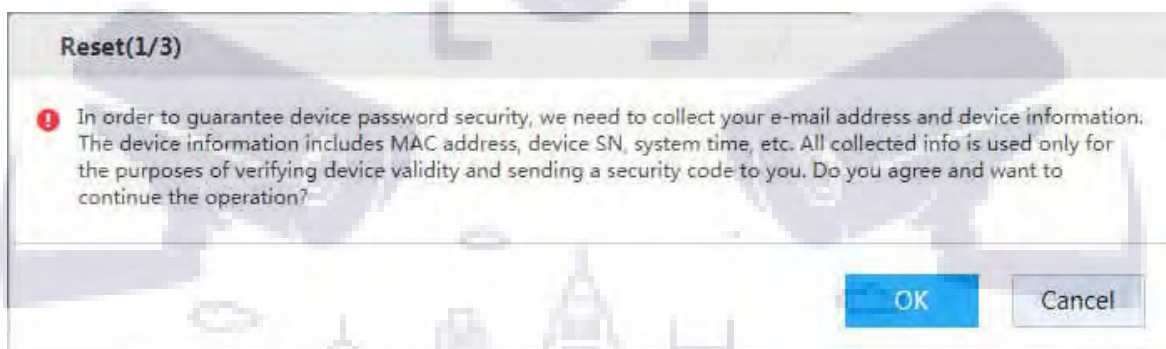 Reset(1/3)
In order to guarantee device password security, we need to collect your e-mail address and device information.
The device information includes MAC address, device SN, system time, etc. All collected info is used only for
the purposes of verifying device validity and sending a security code to you. Do you agree and want to
continue the operation?
OK
Cancel